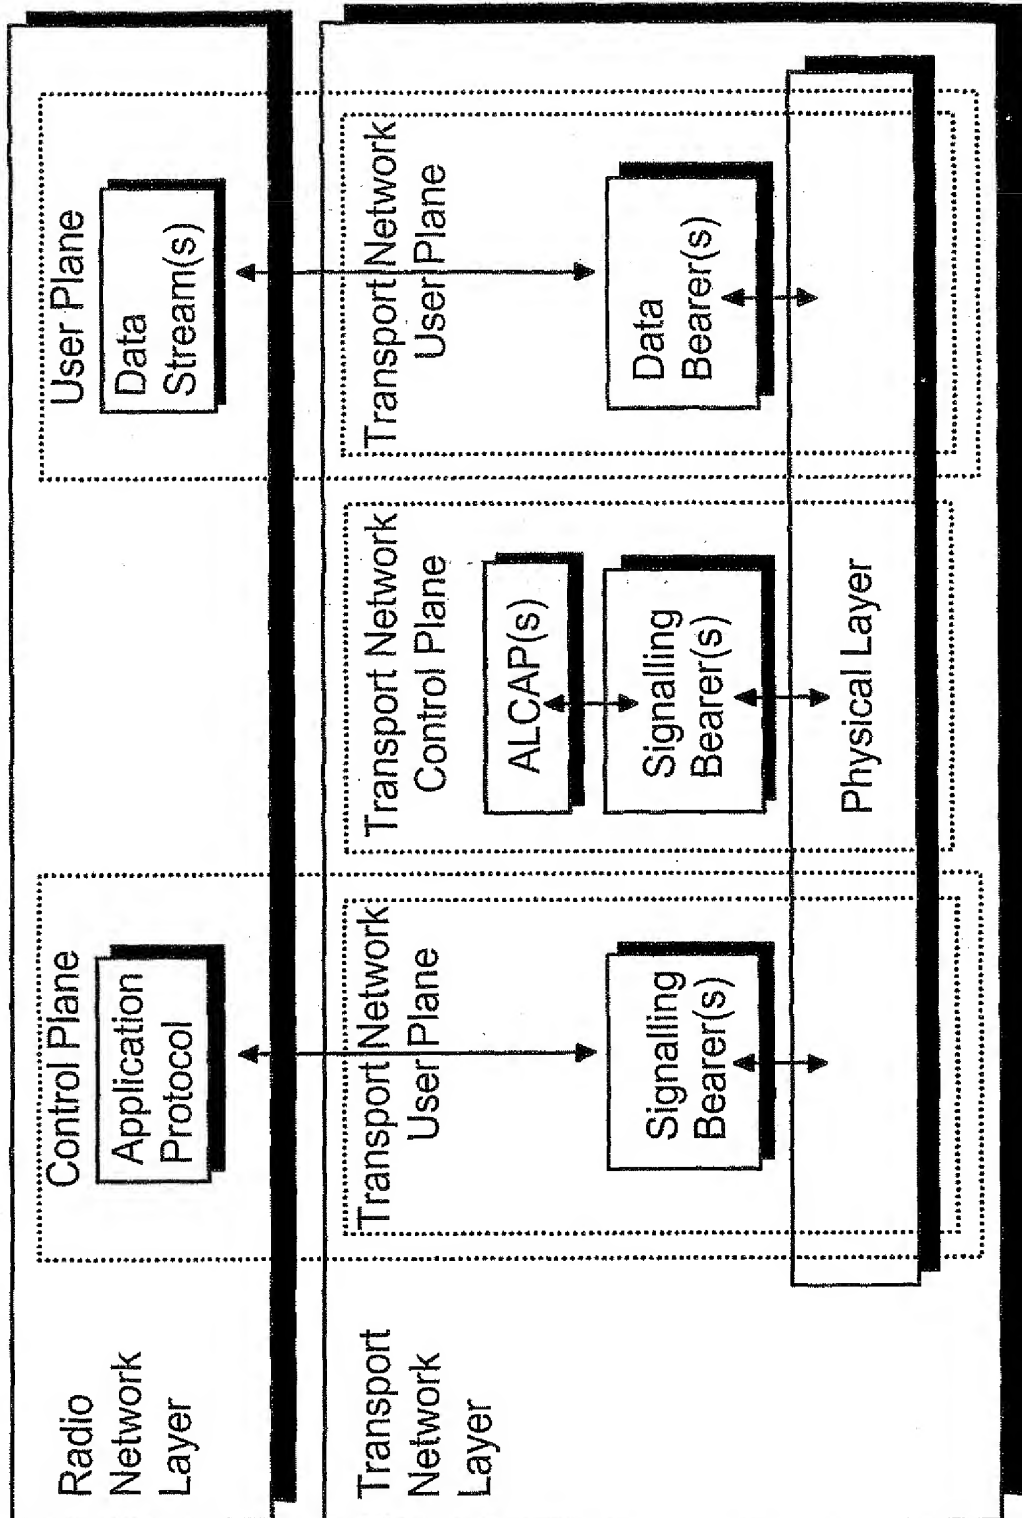 Radio
Network
Layer
Control Plane
Application
Protocol
User Plane
Data
Stream(s)
Transport
Network
Layer
Transport Network
User Plane
Signalling
Bearer(s)
Transport Network
Control Plane
ALCAP(s)
Signalling
Bearer(s)
Transport Network
User Plane
Data
Bearer(s)
Physical Layer